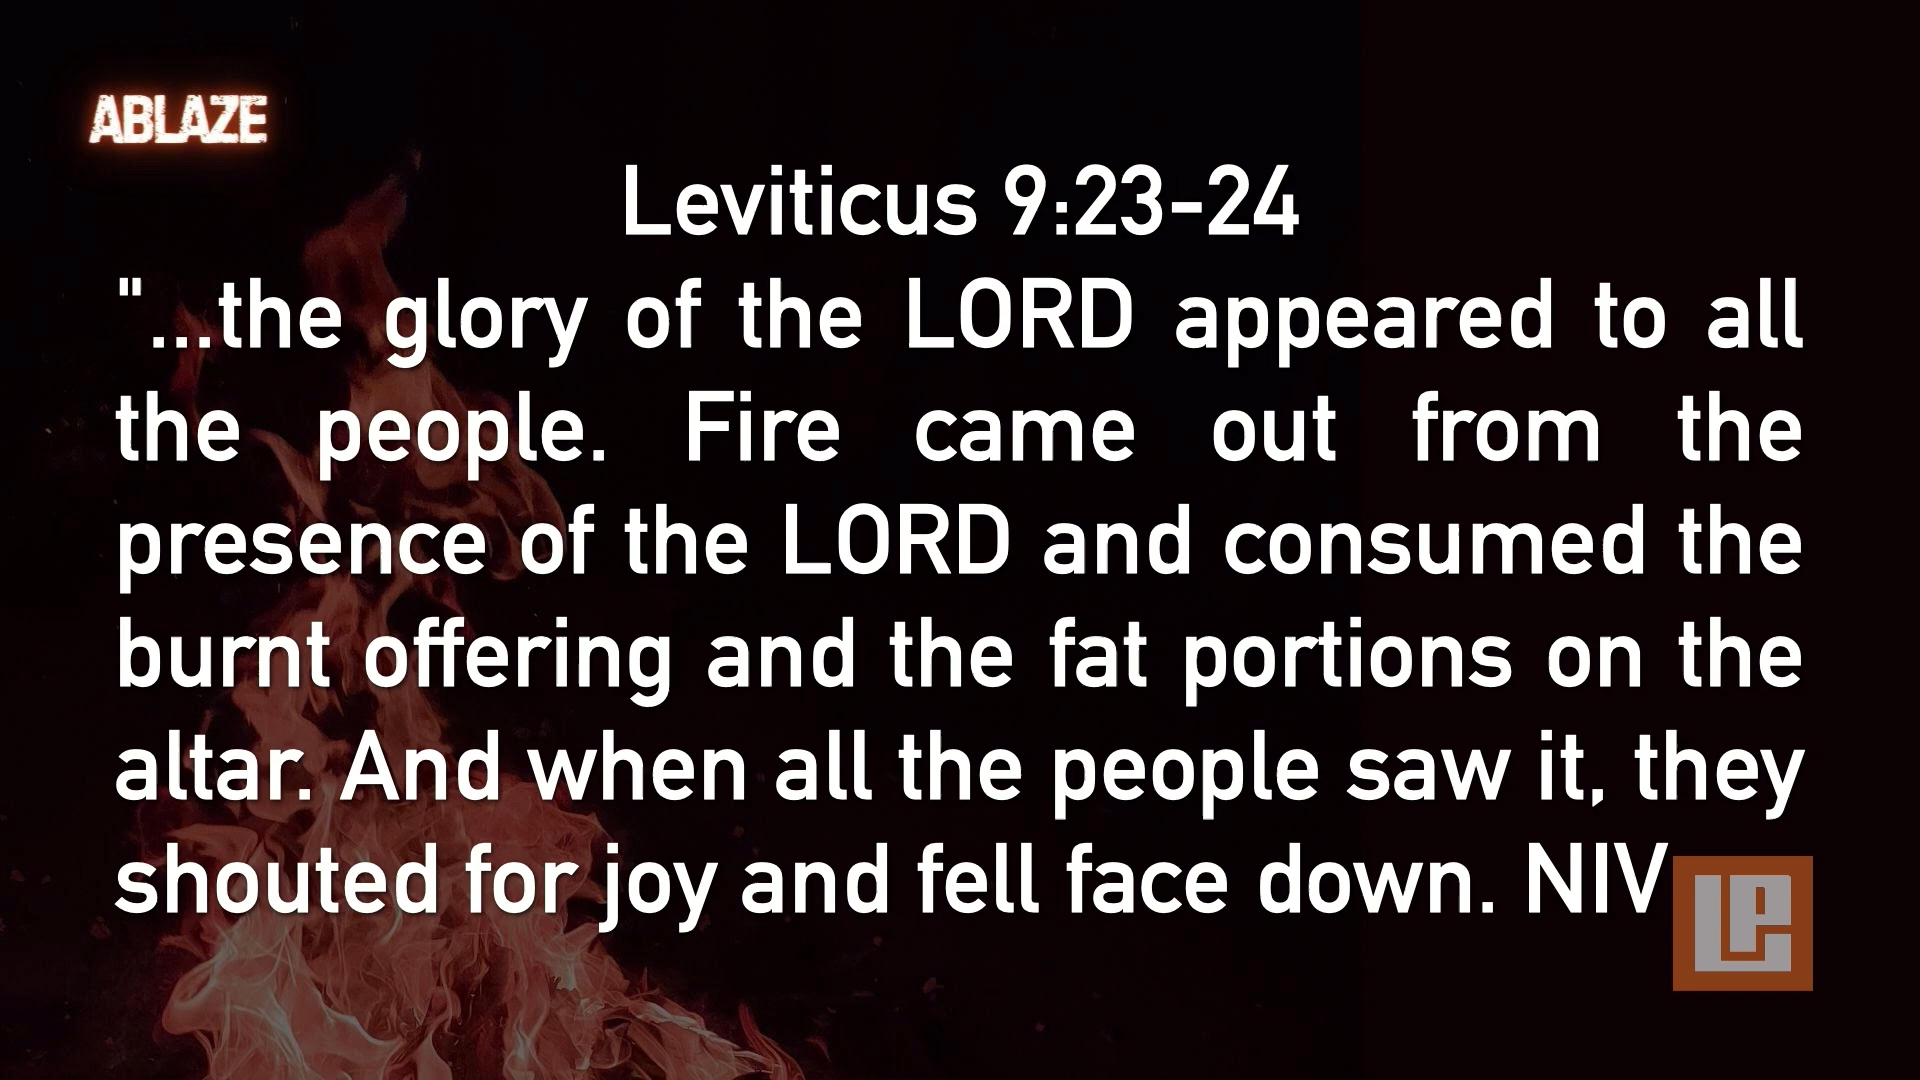 ABLAZE
Leviticus 9:23-24
"...the glory of the LORD appeared to all
the people. Fire came out from the
presence of the LORD and consumed the
burnt offering and the fat portions on the
altar. And when all the people saw it, they
shouted for joy and fell face down. NIV
LP